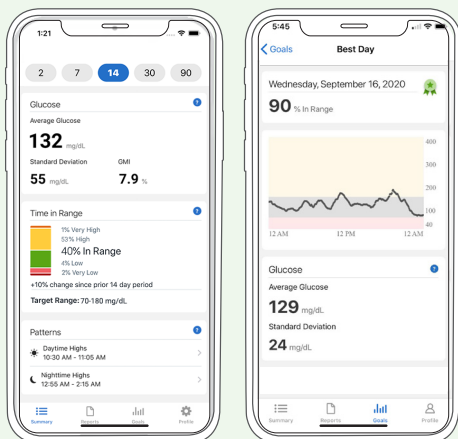 1:21
2 7 14 30 90
Glucose
Average Glucose
132 mg/dL
Standard Deviation GMI
55 mg/dL 7.9 %
Time in Range
1% Very High
53% High
40% In Range
4% Low
2% Very Low
+10% change since prior 14 day period
Target Range: 70-180 mg/dL
Patterns
Daytime Highs
10:30 AM - 11:05 AM
Nighttime Highs
12:55 AM - 2:15 AM
Summary Reports Goals Profile
5:45
Goals Best Day
Wednesday, September 16, 2020
90 % In Range
400
300
200
100
40
12 AM 12 PM 12 AM
Glucose
Average Glucose
129 mg/dL
Standard Deviation
24 mg/dL
Summary Reports Goals Profile